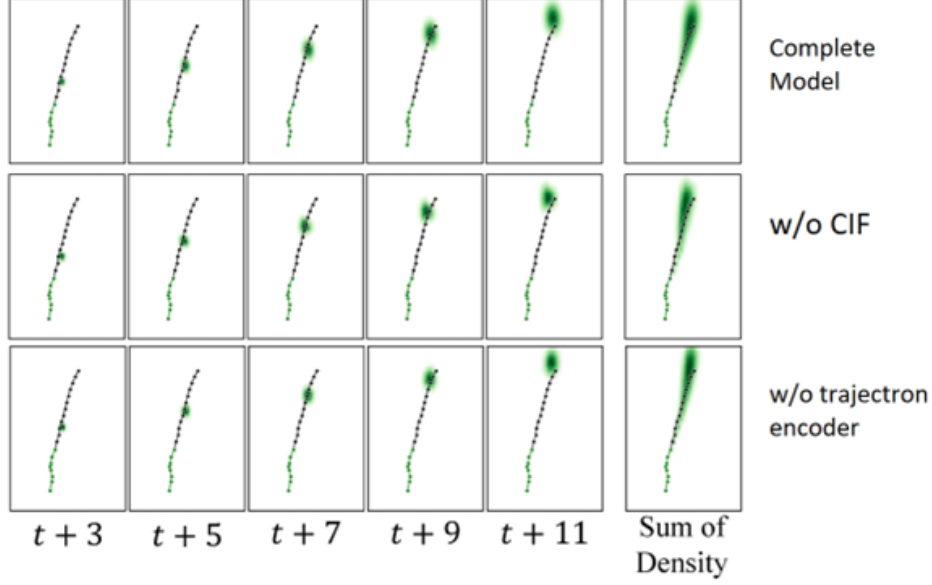 Complete
Model
w/o CIF
w/o trajectron
encoder
t + 3
t + 5
t + 7
t + 9
t + 11
Sum of
Density